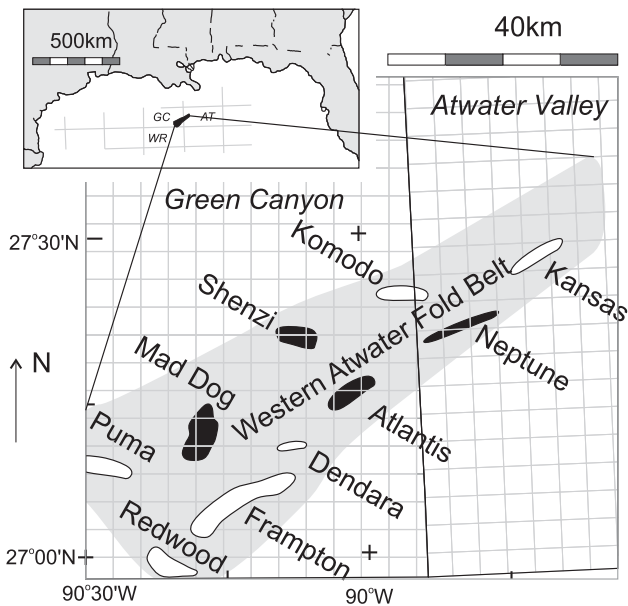 500km
40km
GC
AT
WR
Atwater Valley
Green Canyon
27°30'N
Komodo
Kansas
Shenzi
Western Atwater Fold Belt
Neptune
Mad Dog
N
Atlantis
Puma
Dendara
Frampton
Redwood
27°00'N
90°30'W
90°W